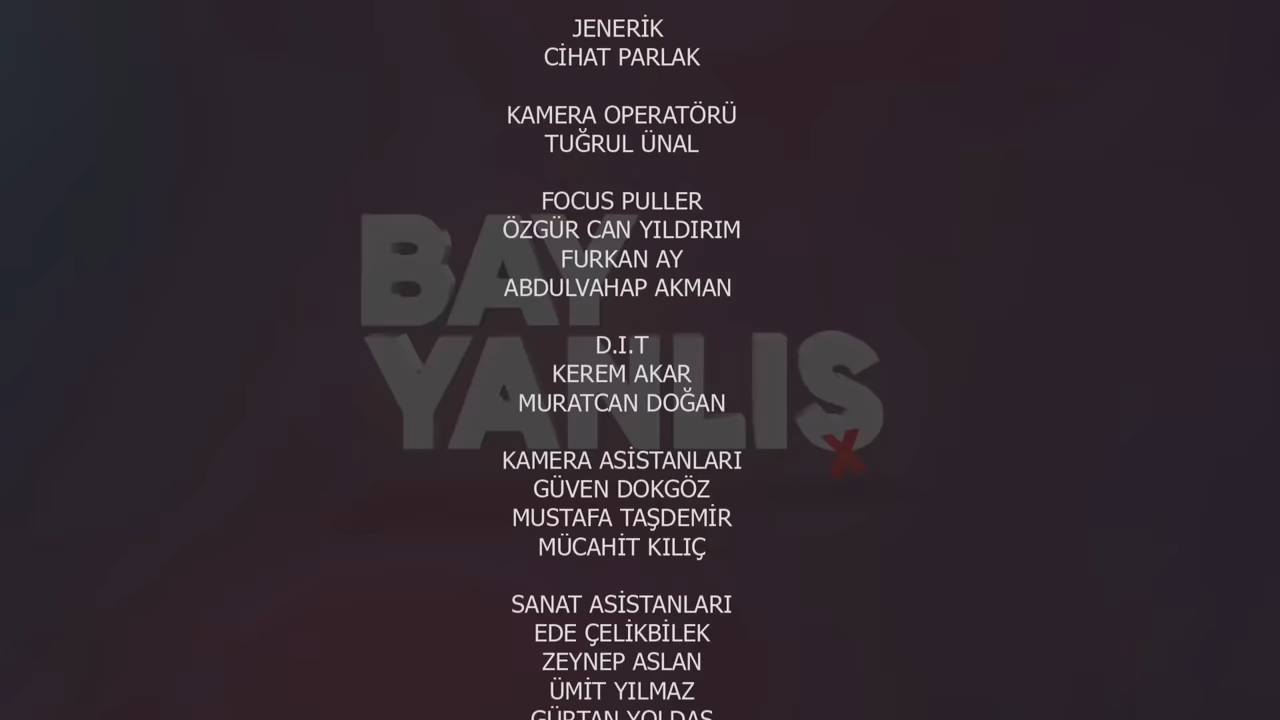 JENERİK
CİHAT PARLAK
KAMERA OPERATÖRÜ
TUĞRUL ÜNAL
FOCUS PULLER
ÖZGÜR CAN YILDIRIM
FURKAN AY
ABDULVAHAP AKMAN
BAY
YANLIŞ
D.I.T
KEREM AKAR
MURATCAN DOĞAN
KAMERA ASİSTANLARI
GÜVEN DOKGÖZ
MUSTAFA TAŞDEMİR
MÜCAHİT KILIÇ
SANAT ASİSTANLARI
EDE ÇELİKBİLEK
ZEYNEP ASLAN
ÜMİT YILMAZ